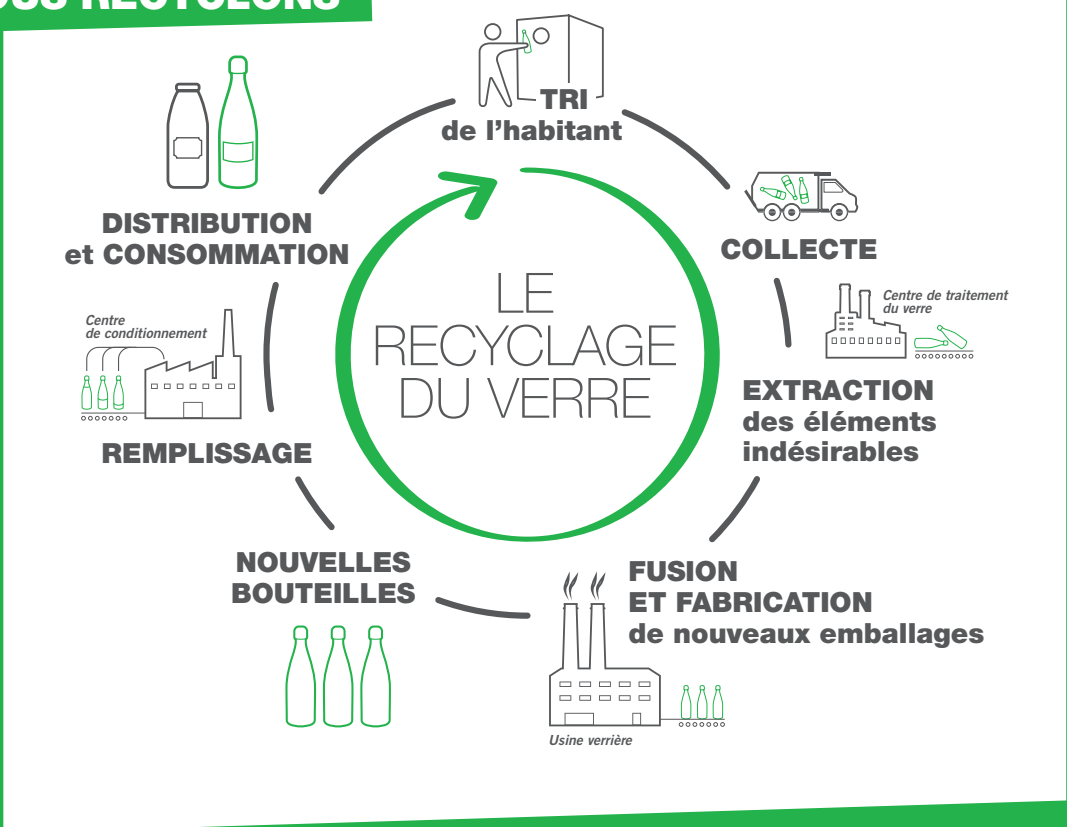 RECYCLONS
TRI
de l’habitant
COLLECTE
Centre de traitement
du verre
EXTRACTION
des éléments
indésirables
FUSION
ET FABRICATION
de nouveaux emballages
Usine verrière
NOUVELLES
BOUTEILLES
REMPLISSAGE
Centre
de conditionnement
DISTRIBUTION
et CONSOMMATION
LE
RECYCLAGE
DU VERRE